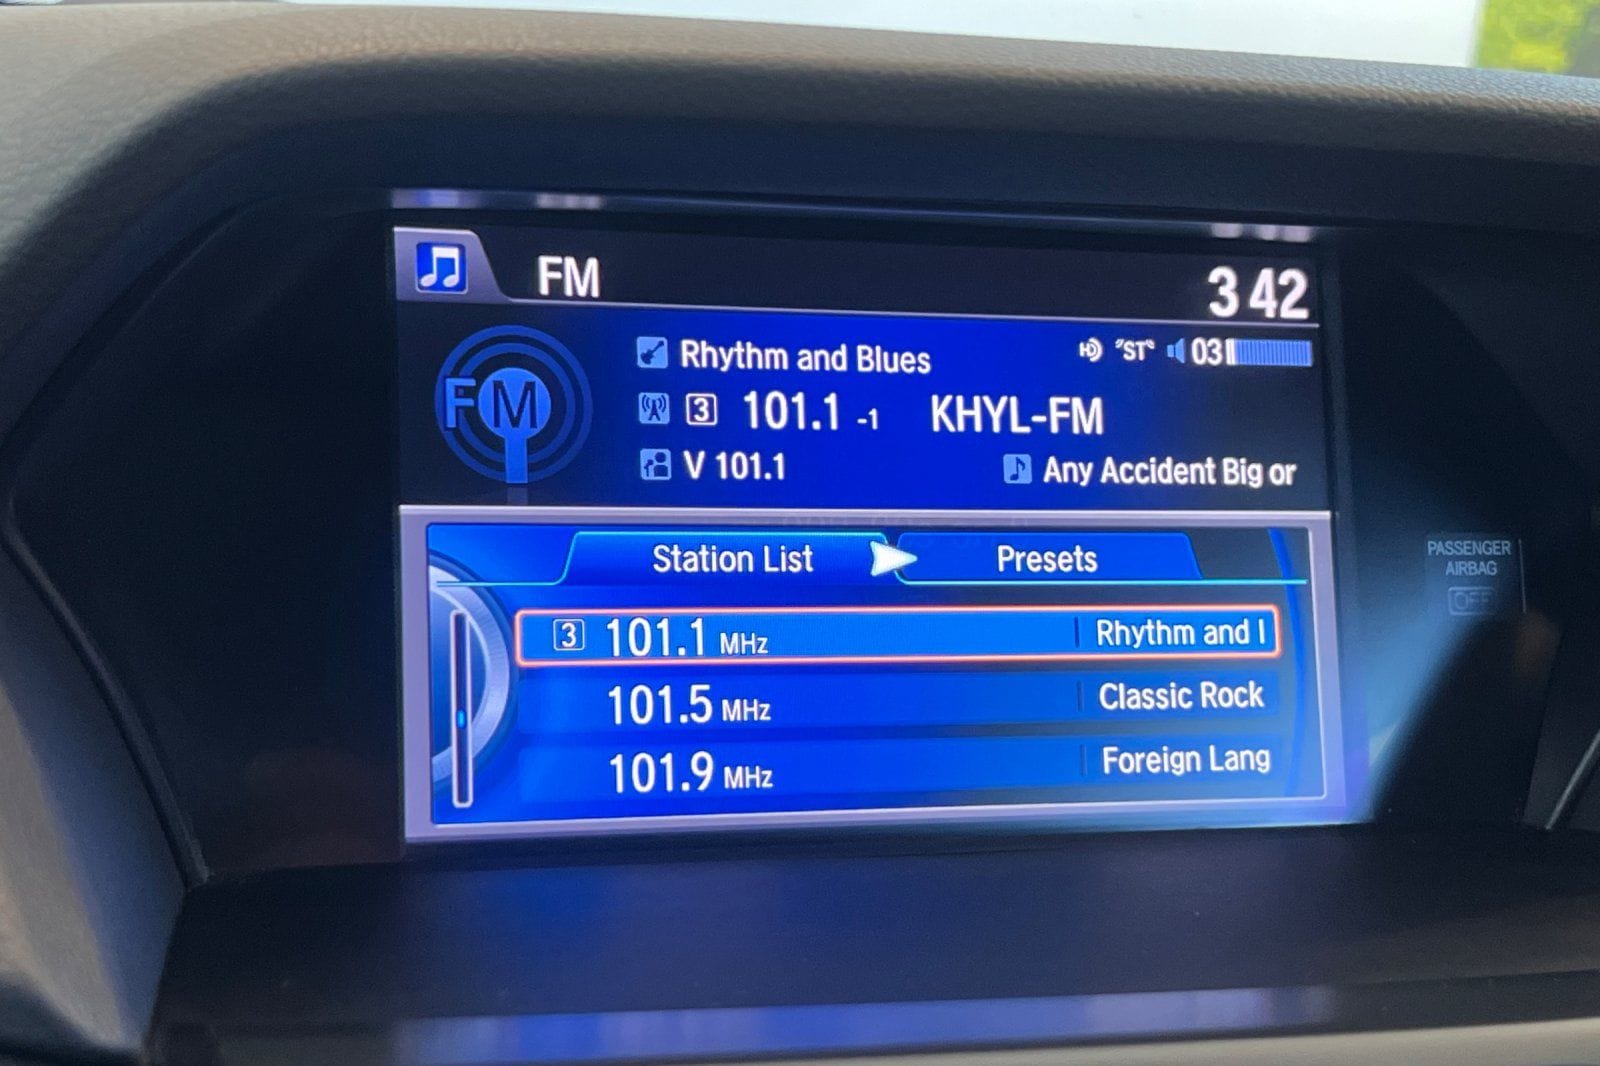 FM
3 42
FM
Rhythm and Blues
HD "ST" 03
3 101.1 -1 KHYL-FM
V 101.1
Any Accident Big or
Station List
Presets
3 101.1 MHz Rhythm and I
101.5 MHz Classic Rock
101.9 MHz Foreign Lang
PASSENGER
AIRBAG
OFF